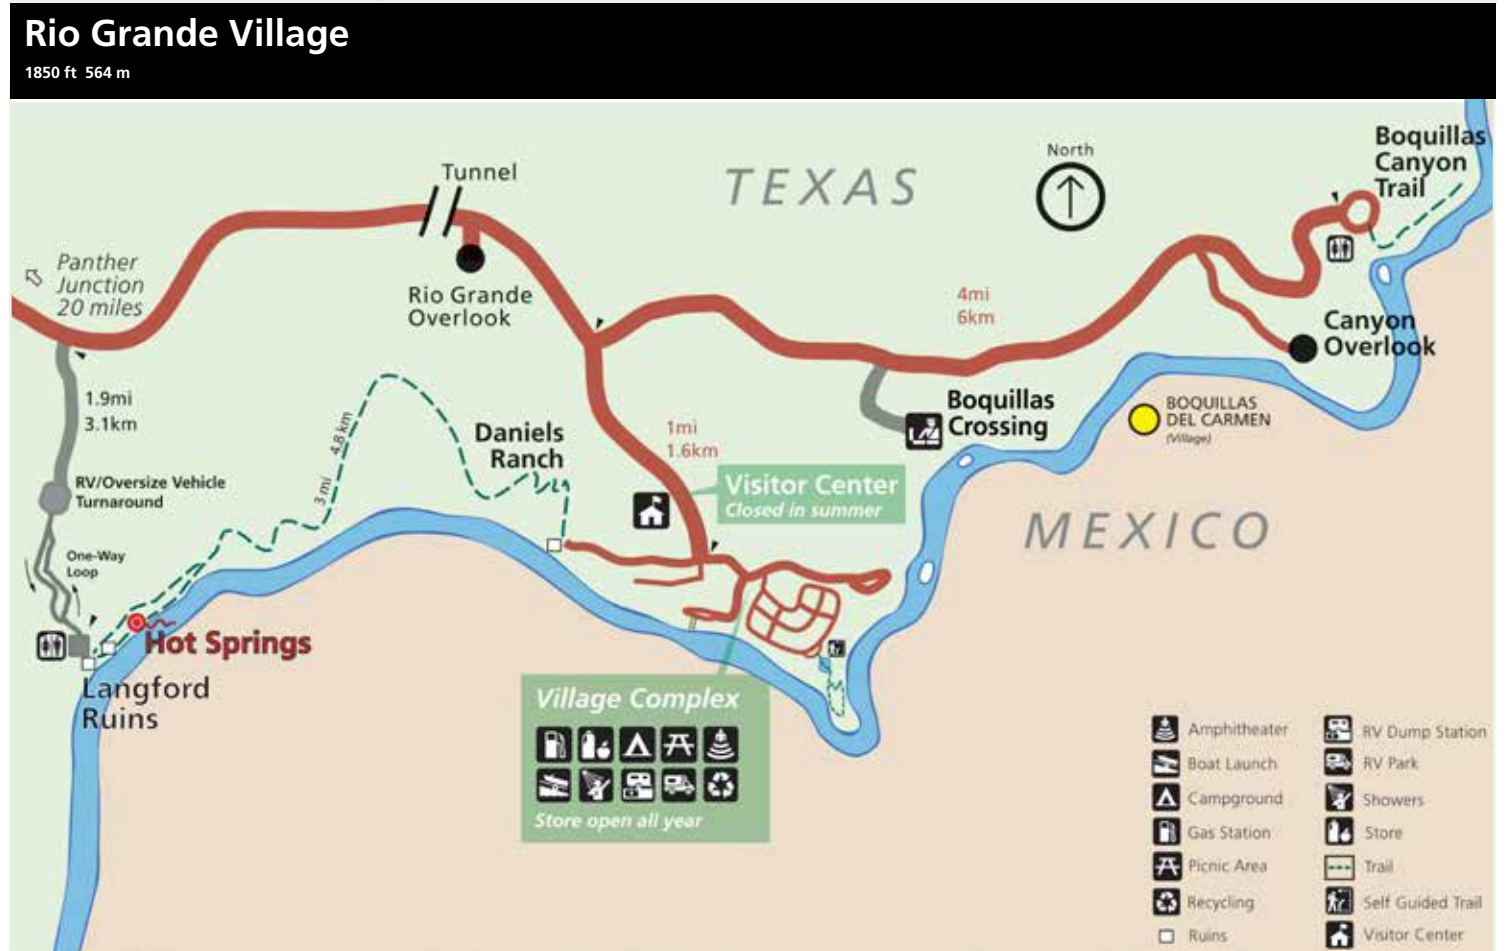 Rio Grande Village
1850 ft 564 m
Boquillas
Canyon
Trail
North
TEXAS
Tunnel
Panther
Junction
20 miles
Rio Grande
Overlook
4mi
6km
Canyon
Overlook
1.9mi
3.1km
3 mi 4.8 km
Daniels
Ranch
1mi
1.6km
Boquillas
Crossing
BOQUILLAS
DEL CARMEN
(Village)
RV/Oversize Vehicle
Turnaround
Visitor Center
Closed in summer
MEXICO
One-Way
Loop
Hot Springs
Langford
Ruins
Village Complex
Store open all year
Amphitheater
Boat Launch
Campground
Gas Station
Picnic Area
Recycling
Ruins
RV Dump Station
RV Park
Showers
Store
Trail
Self Guided Trail
Visitor Center